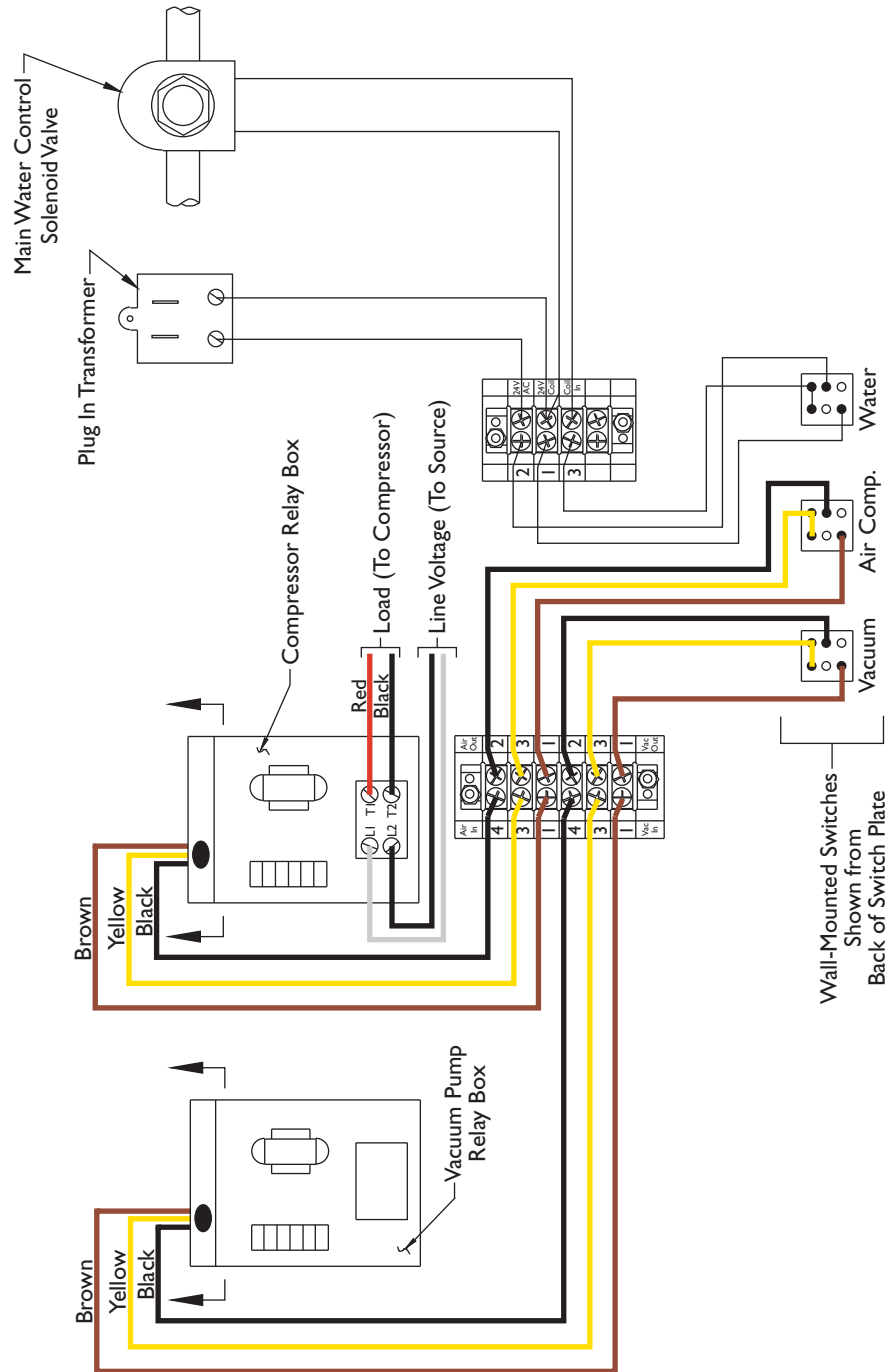 Main Water Control
Solenoid Valve
Plug In Transformer
Compressor Relay Box
Load (To Compressor)
Line Voltage (To Source)
Red
Black
L1 T1
L2 T2
Brown
Yellow
Black
Brown
Yellow
Black
Vacuum Pump
Relay Box
24V
AC
24V
Coil
Coil
In
2
1
3
Air
In
4
3
1
4
3
1
Vac
In
Air
Out
2
3
1
2
3
1
Vac
Out
Vacuum
Air Comp.
Water
Wall-Mounted Switches
Shown from
Back of Switch Plate